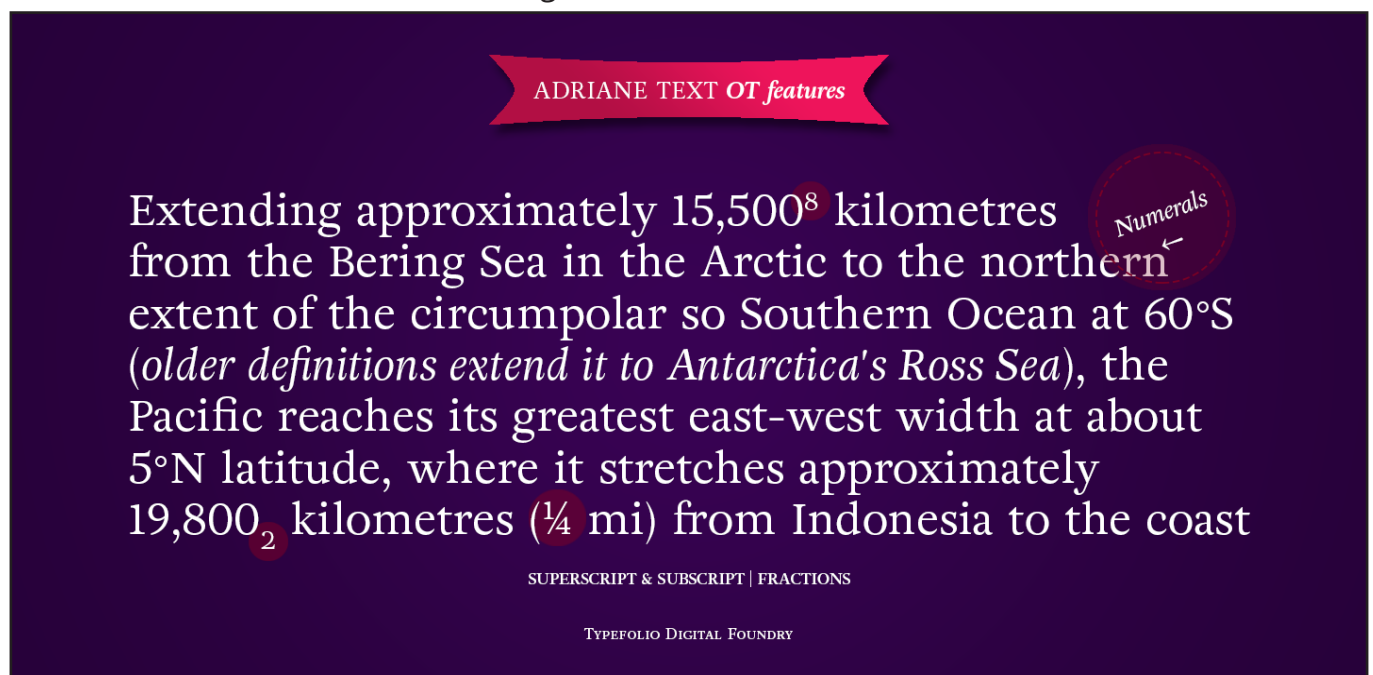 ADRIANE TEXT OT features
Extending approximately 15,500⁸ kilometres
Numerals
←
from the Bering Sea in the Arctic to the northern
extent of the circumpolar so Southern Ocean at 60°S
(older definitions extend it to Antarctica's Ross Sea), the
Pacific reaches its greatest east-west width at about
5°N latitude, where it stretches approximately
19,800₂ kilometres (¼ mi) from Indonesia to the coast
SUPERSCRIPT & SUBSCRIPT | FRACTIONS
Typefolio Digital Foundry